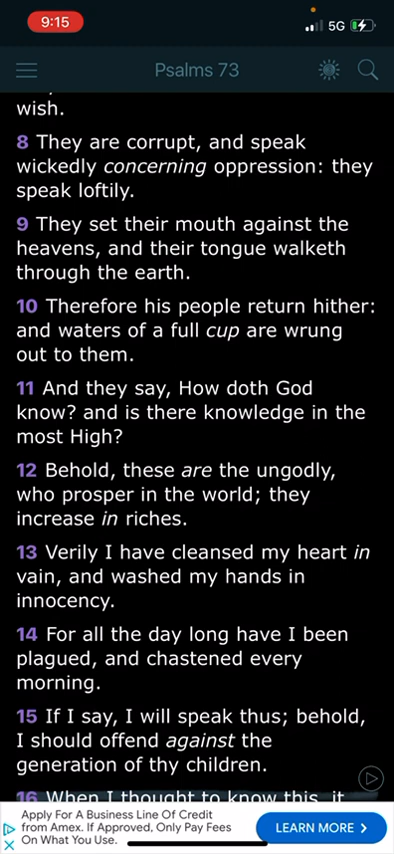 9:15
5G
Psalms 73
wish.
8 They are corrupt, and speak
wickedly concerning oppression: they
speak loftily.
9 They set their mouth against the
heavens, and their tongue walketh
through the earth.
10 Therefore his people return hither:
and waters of a full cup are wrung
out to them.
11 And they say, How doth God
know? and is there knowledge in the
most High?
12 Behold, these are the ungodly,
who prosper in the world; they
increase in riches.
13 Verily I have cleansed my heart in
vain, and washed my hands in
innocency.
14 For all the day long have I been
plagued, and chastened every
morning.
15 If I say, I will speak thus; behold,
I should offend against the
generation of thy children.
16 When I thought to know this, it
Apply For A Business Line Of Credit
from Amex. If Approved, Only Pay Fees
On What You Use.
LEARN MORE